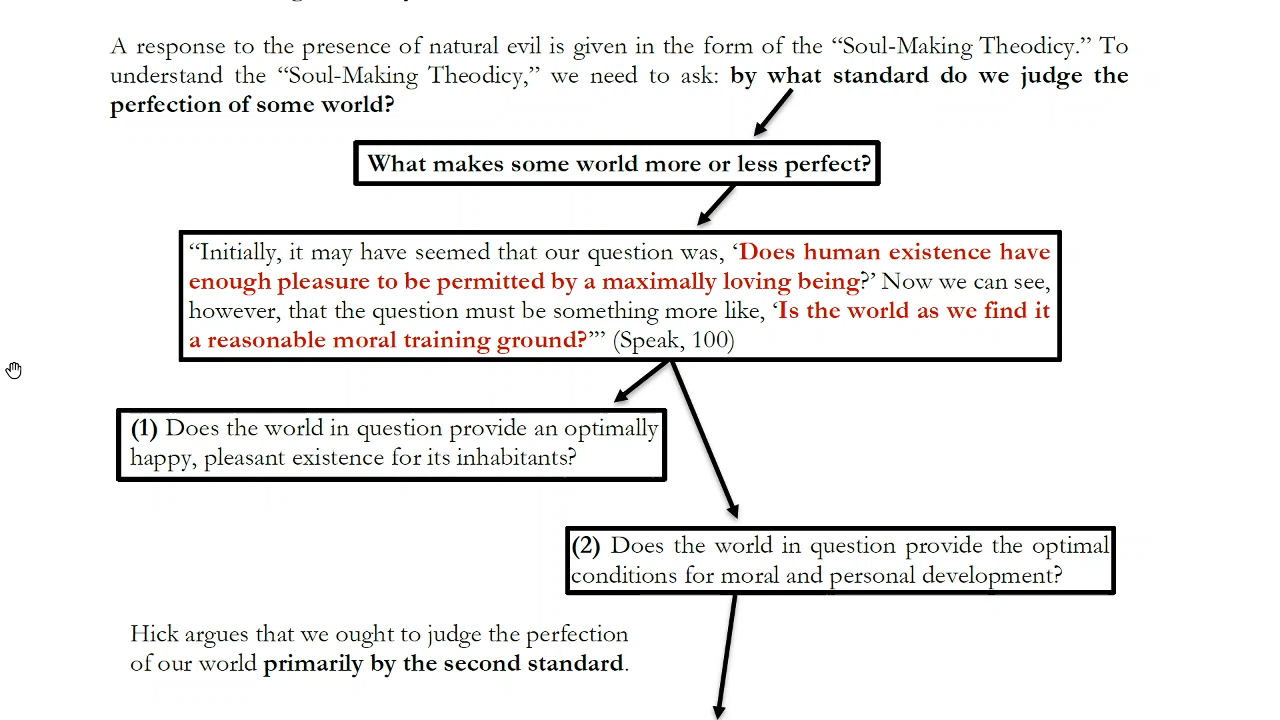 A response to the presence of natural evil is given in the form of the “Soul-Making Theodicy.” To
understand the “Soul-Making Theodicy,” we need to ask: by what standard do we judge the
perfection of some world?
What makes some world more or less perfect?
“Initially, it may have seemed that our question was, ‘Does human existence have
enough pleasure to be permitted by a maximally loving being?’ Now we can see,
however, that the question must be something more like, ‘Is the world as we find it
a reasonable moral training ground?’” (Speak, 100)
(1) Does the world in question provide an optimally
happy, pleasant existence for its inhabitants?
(2) Does the world in question provide the optimal
conditions for moral and personal development?
Hick argues that we ought to judge the perfection
of our world primarily by the second standard.